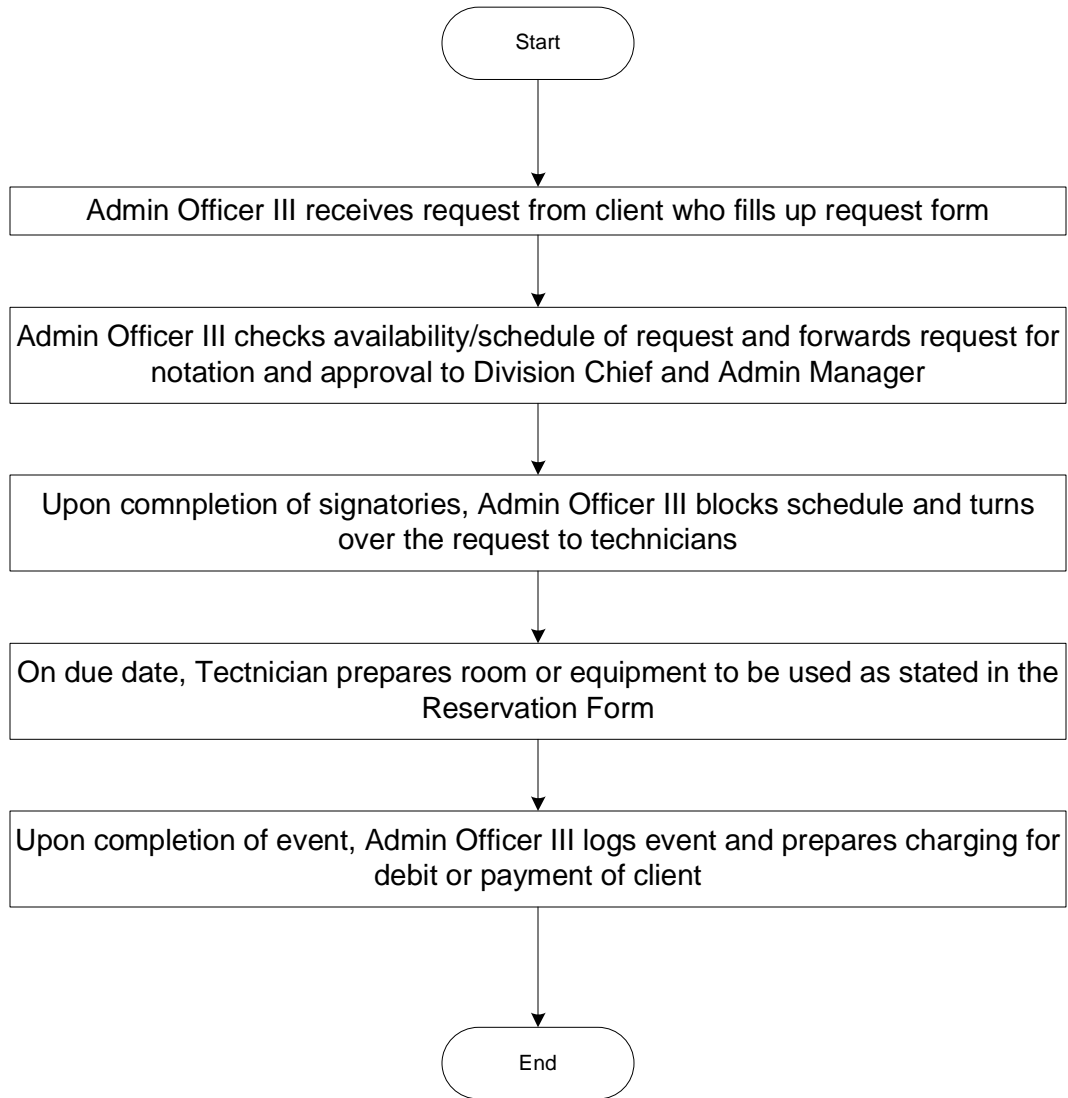 Start
Admin Officer III receives request from client who fills up request form
Admin Officer III checks availability/schedule of request and forwards request for
notation and approval to Division Chief and Admin Manager
Upon comnpletion of signatories, Admin Officer III blocks schedule and turns
over the request to technicians
On due date, Tectnician prepares room or equipment to be used as stated in the
Reservation Form
Upon completion of event, Admin Officer III logs event and prepares charging for
debit or payment of client
End